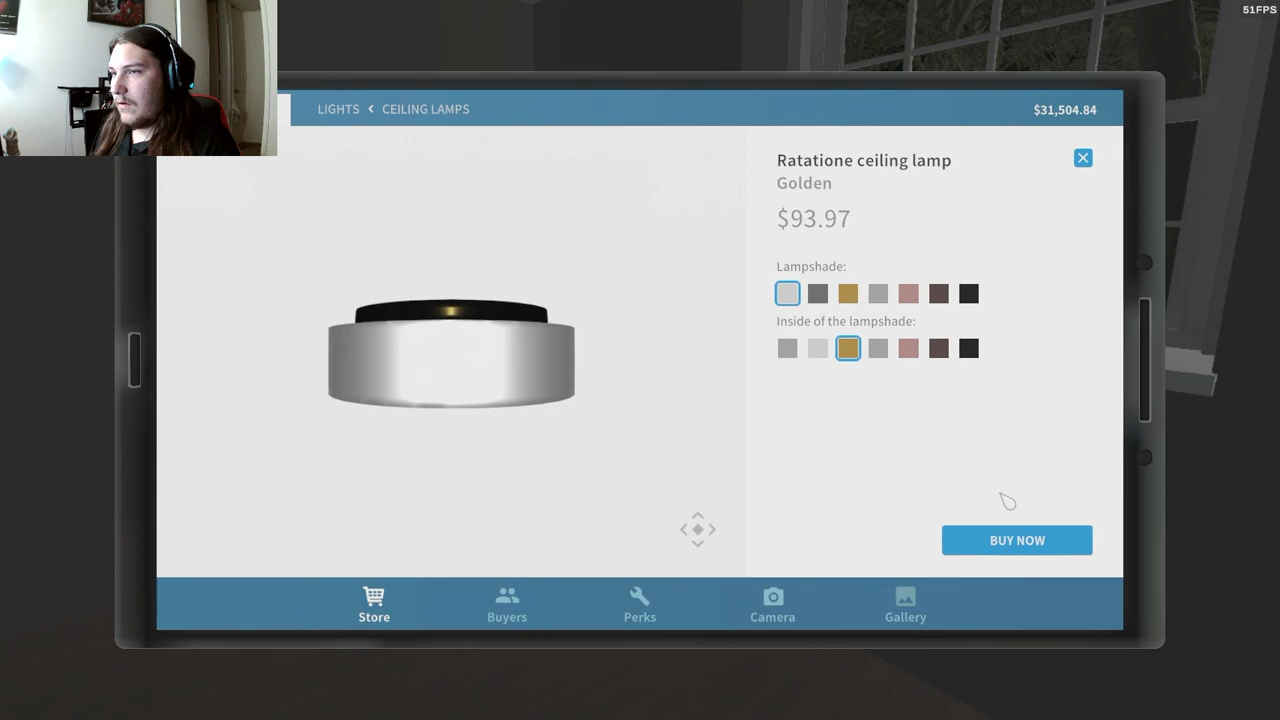 51FPS
LIGHTS < CEILING LAMPS
$31,504.84
Ratatione ceiling lamp
Golden
$93.97
Lampshade:
Inside of the lampshade:
BUY NOW
Store
Buyers
Perks
Camera
Gallery